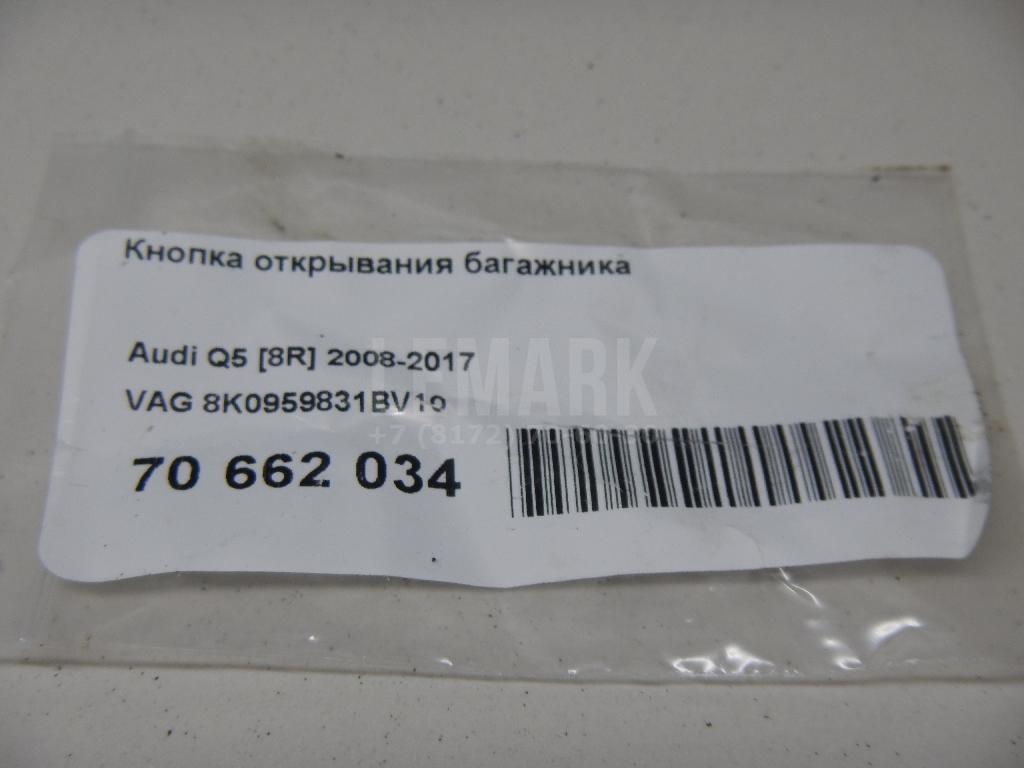 Кнопка открывания багажника
Audi Q5 [8R] 2008-2017
LEMARK
VAG 8K0959831BV10
70 662 034